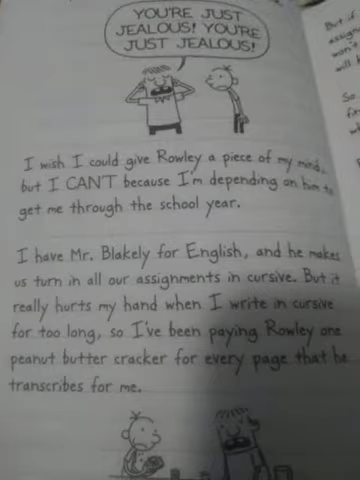 YOU'RE JUST
JEALOUS! YOU'RE
JUST JEALOUS!
I wish I could give Rowley a piece of my mind,
but I CAN'T because I'm depending on him to
get me through the school year.
I have Mr. Blakely for English, and he makes
us turn in all our assignments in cursive. But it
really hurts my hand when I write in cursive
for too long, so I've been paying Rowley one
peanut butter cracker for every page that he
transcribes for me.
But if
So